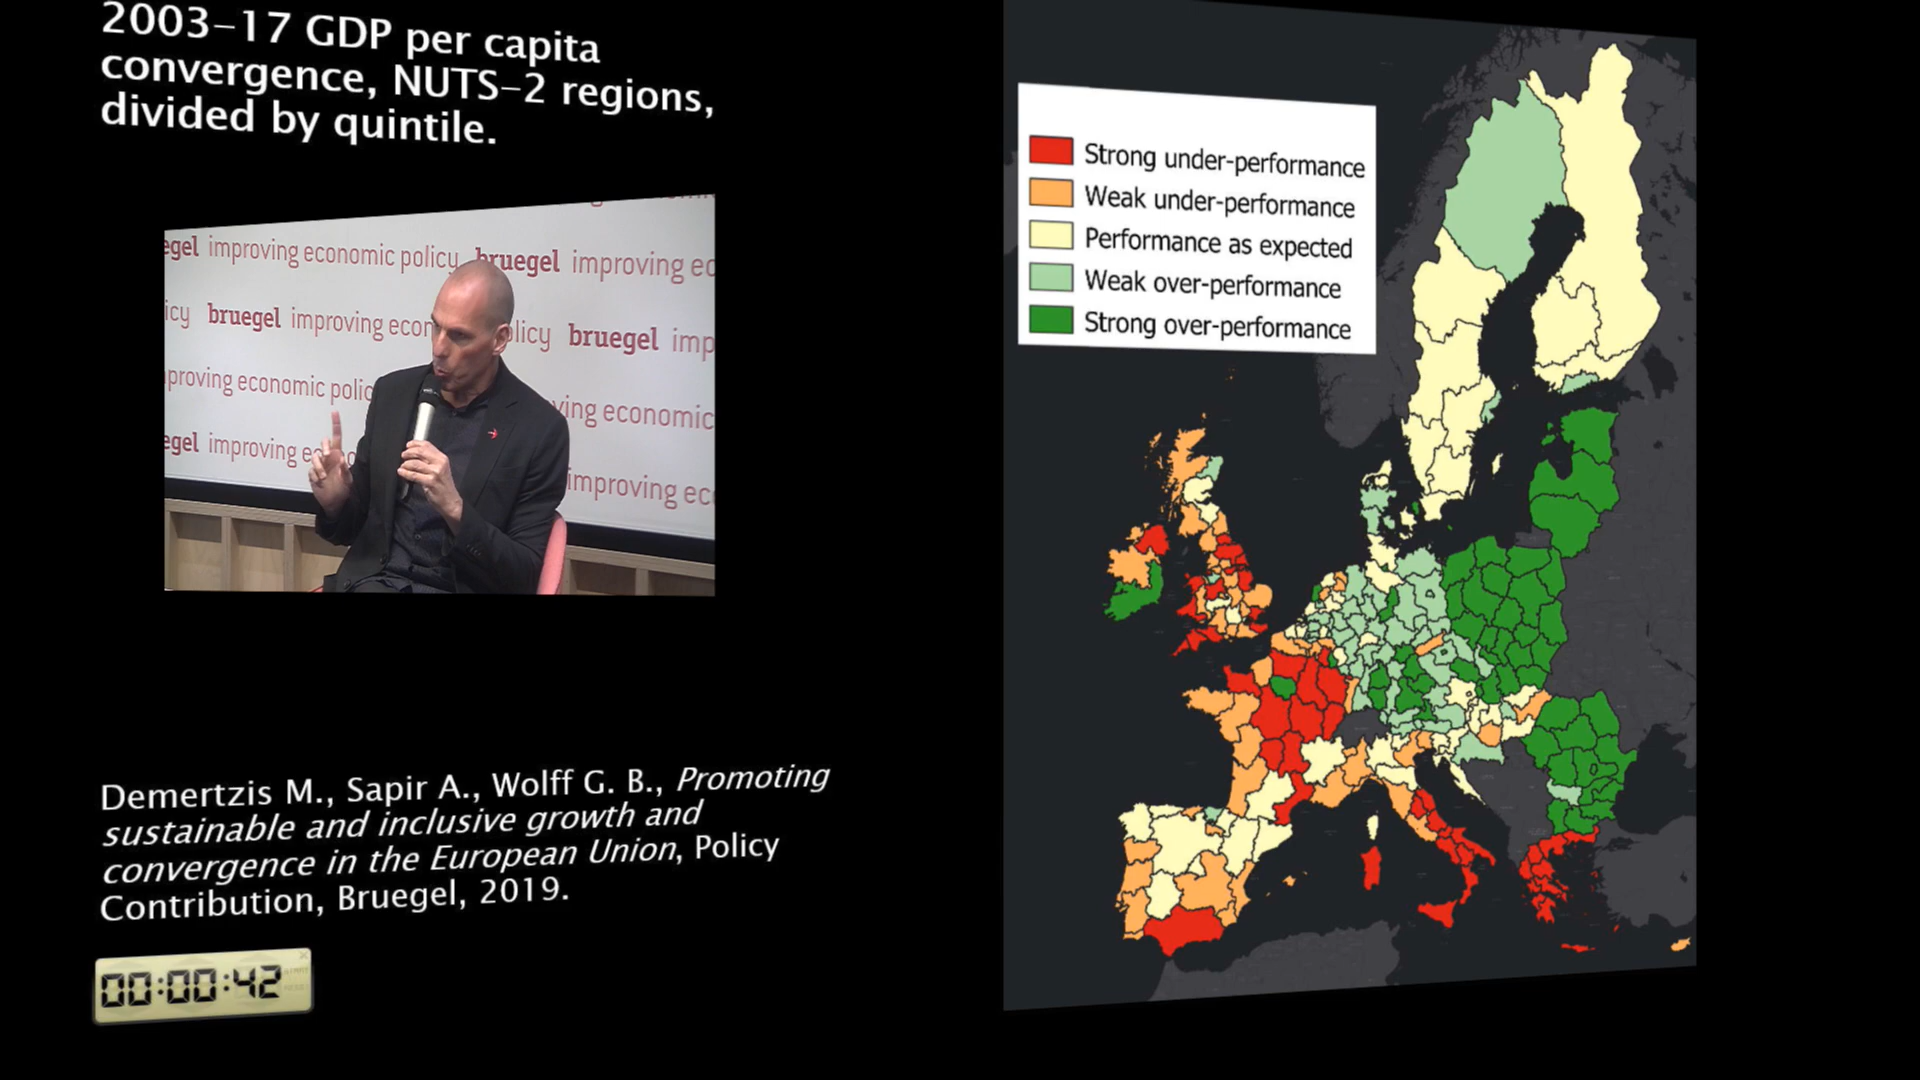 2003–17 GDP per capita
convergence, NUTS–2 regions,
divided by quintile.
egel improving economic policy bruegel improving ec
icy bruegel improving econ olicy bruegel imp
proving economic polic ving economic
egel improving ec improving ec
Demertzis M., Sapir A., Wolff G. B., Promoting
sustainable and inclusive growth and
convergence in the European Union, Policy
Contribution, Bruegel, 2019.
00:00:42
Strong under-performance
Weak under-performance
Performance as expected
Weak over-performance
Strong over-performance